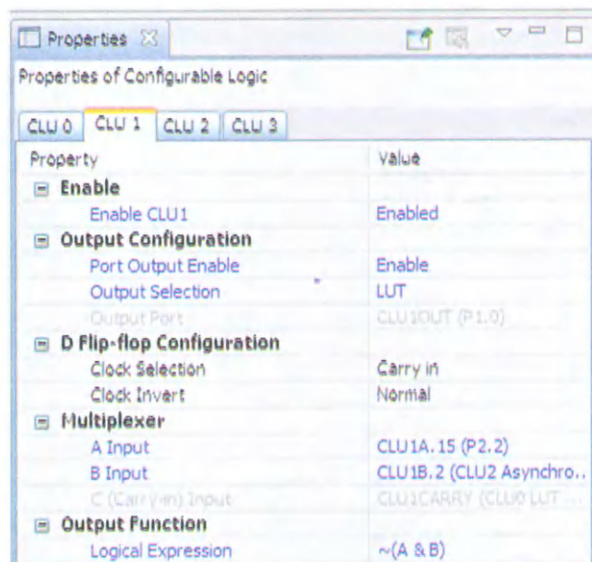 Properties
Properties of Configurable Logic
CLU 0 CLU 1 CLU 2 CLU 3
Property Value
Enable
Enable CLU1 Enabled
Output Configuration
Port Output Enable Enable
Output Selection LUT
Output Port CLU1OUT (P1.0)
D Flip-flop Configuration
Clock Selection Carry in
Clock Invert Normal
Multiplexer
A Input CLU1A.15 (P2.2)
B Input CLU1B.2 (CLU2 Asynchro..
C (Carry-in) Input CLU1CARRY (CLU0 LUT ...
Output Function
Logical Expression ~(A & B)